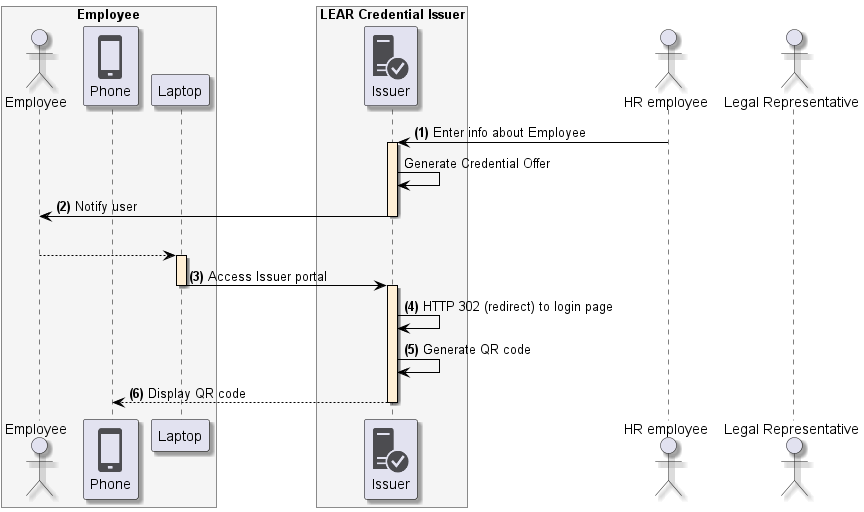 Employee
LEAR Credential Issuer
Employee
Phone
Laptop
Issuer
HR employee
Legal Representative
(1) Enter info about Employee
Generate Credential Offer
(2) Notify user
(3) Access Issuer portal
(4) HTTP 302 (redirect) to login page
(5) Generate QR code
(6) Display QR code
Employee
Phone
Laptop
Issuer
HR employee
Legal Representative